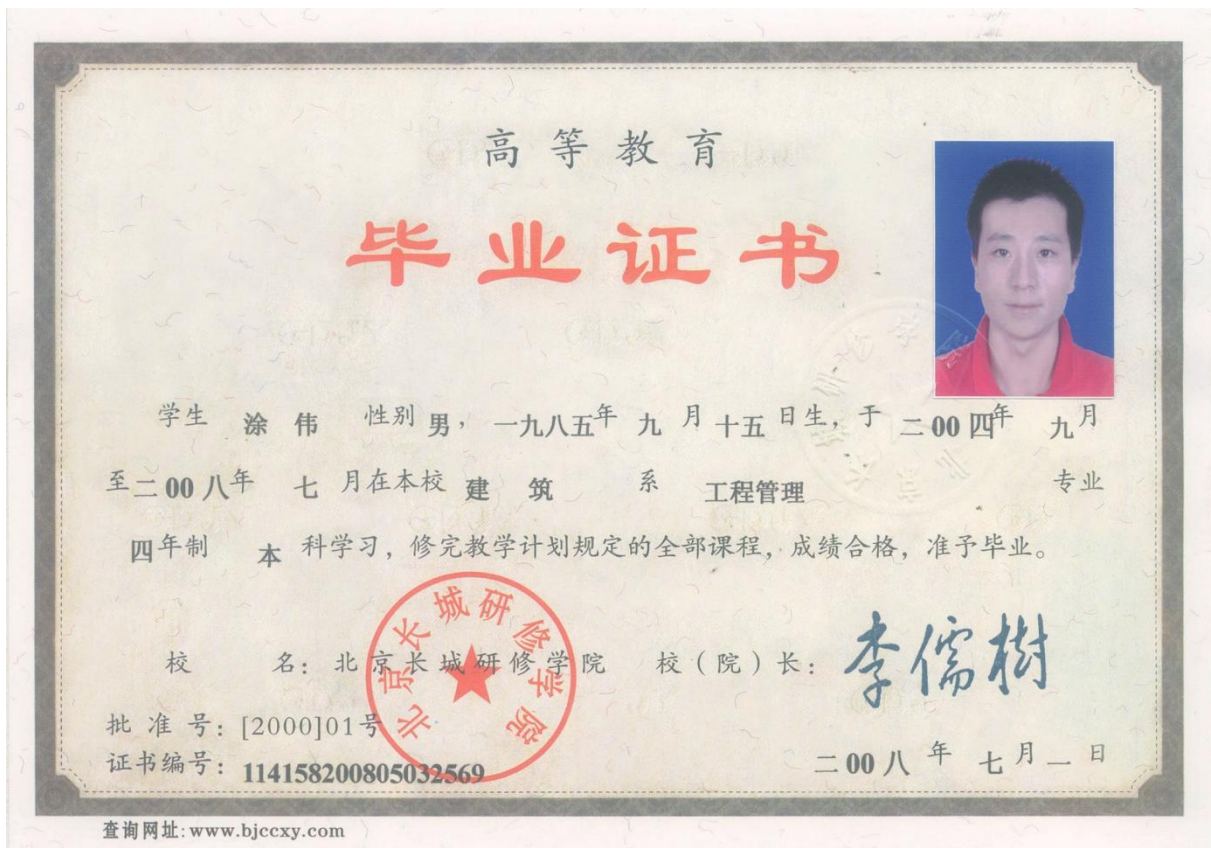 高等教育
毕业证书
学生 涂伟 性别 男，一九八五年 九 月 十五 日生，于 二00四年 九月
至二00八年 七 月在本校 建筑 系 工程管理 专业
四年制 本 科学习，修完教学计划规定的全部课程，成绩合格，准予毕业。
校 名：北京长城研修学院 校（院）长：李儒树
北京长城研修学院
批准号：[2000]01号
证书编号：114158200805032569
二00八 年 七月 一 日
查询网址：www.bjccxy.com